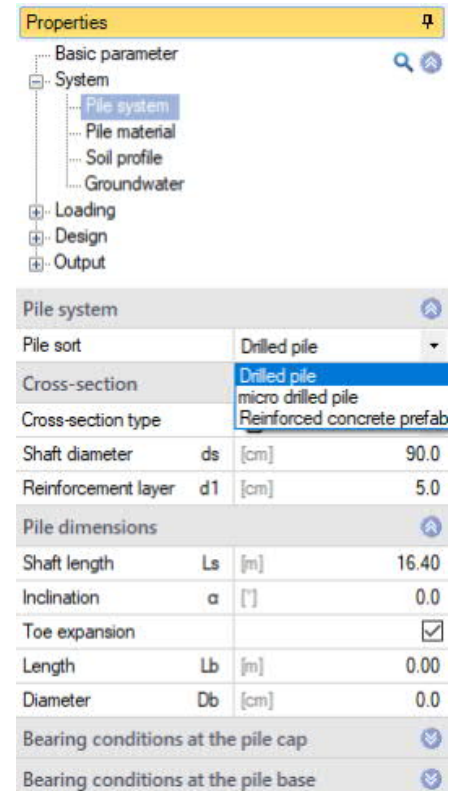 Properties
Basic parameter
System
Pile system
Pile material
Soil profile
Groundwater
Loading
Design
Output
Pile system
Pile sort Drilled pile
Drilled pile
Cross-section
micro drilled pile
Cross-section type Reinforced concrete prefab
Shaft diameter ds [cm] 90.0
Reinforcement layer d1 [cm] 5.0
Pile dimensions
Shaft length Ls [m] 16.40
Inclination α [°] 0.0
Toe expansion
Length Lb [m] 0.00
Diameter Db [cm] 0.0
Bearing conditions at the pile cap
Bearing conditions at the pile base